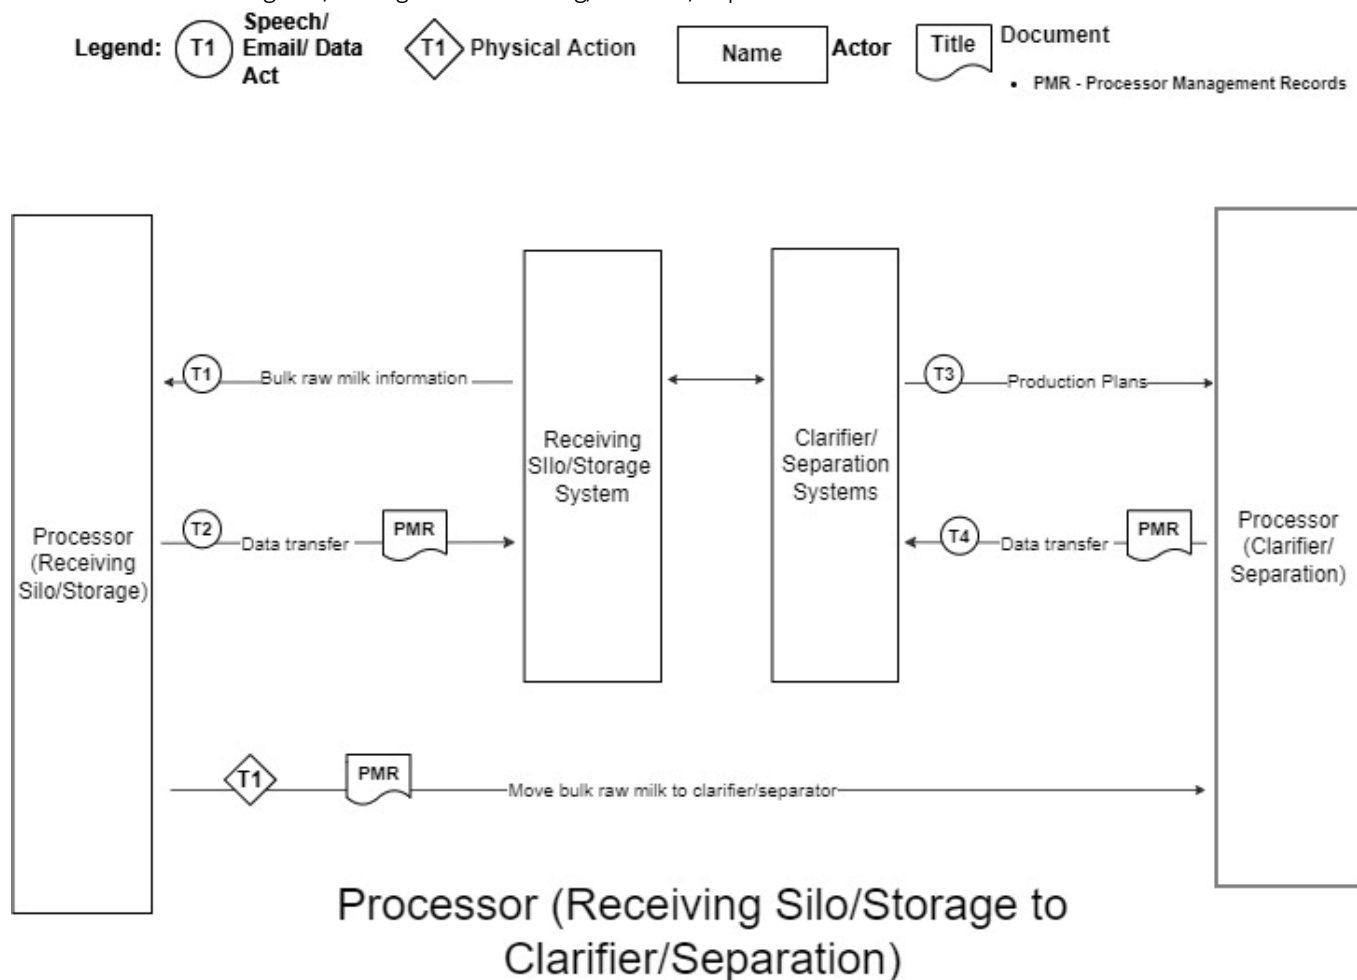 Legend:
T1
Speech/
Email/ Data
Act
T1
Physical Action
Name
Actor
Title
Document
• PMR - Processor Management Records
Processor
(Receiving
Silo/Storage)
T1
Bulk raw milk information
T2
Data transfer
PMR
Receiving
SIlo/Storage
System
Clarifier/
Separation
Systems
T3
Production Plans
T4
Data transfer
PMR
Processor
(Clarifier/
Separation)
T1
PMR
Move bulk raw milk to clarifier/separator
Processor (Receiving Silo/Storage to
Clarifier/Separation)